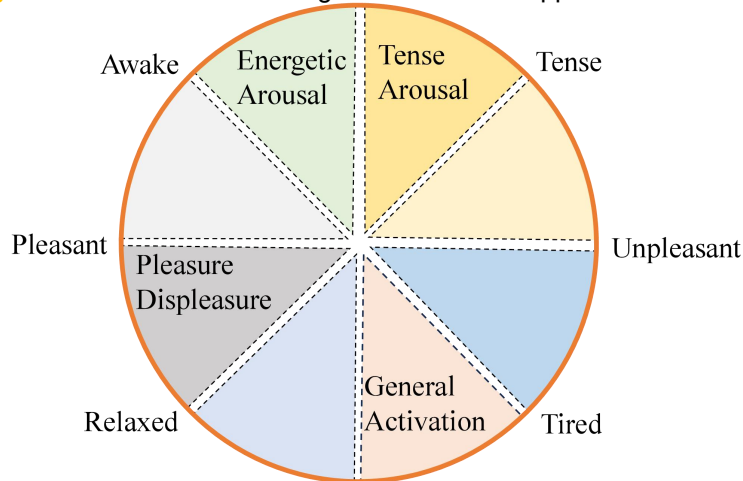 Energetic
Arousal
Tense
Arousal
Awake
Tense
Pleasant
Unpleasant
Pleasure
Displeasure
General
Activation
Relaxed
Tired